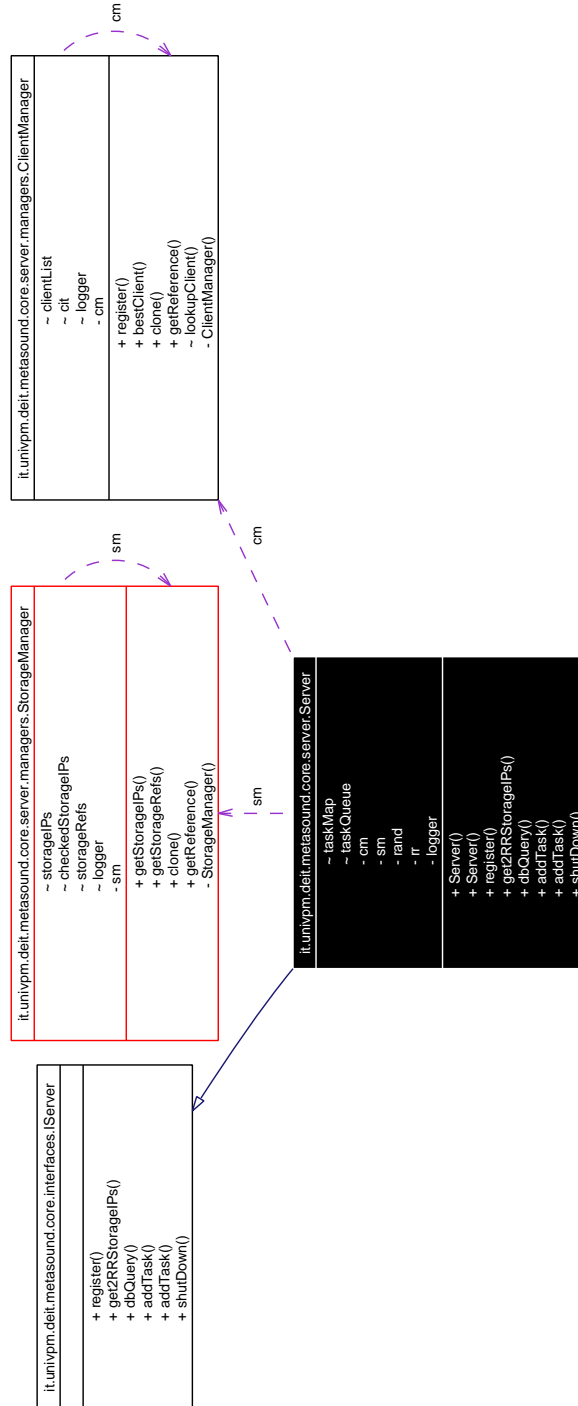 it.univpm.deit.metasound.core.interfaces.IServer
+ register()
+ get2RRStorageIPs()
+ dbQuery()
+ addTask()
+ addTask()
+ shutDown()
it.univpm.deit.metasound.core.server.managers.StorageManager
~ storageIPs
~ checkedStorageIPs
~ storageRefs
~ logger
- sm
+ getStorageIPs()
+ getStorageRefs()
+ clone()
+ getReference()
- StorageManager()
sm
it.univpm.deit.metasound.core.server.managers.ClientManager
~ clientList
~ cit
~ logger
- cm
+ register()
+ bestClient()
+ clone()
+ getReference()
~ lookupClient()
- ClientManager()
cm
sm
cm
it.univpm.deit.metasound.core.server.Server
~ taskMap
~ taskQueue
- cm
- sm
- rand
- rr
- logger
+ Server()
+ Server()
+ register()
+ get2RRStorageIPs()
+ dbQuery()
+ addTask()
+ addTask()
+ shutDown()